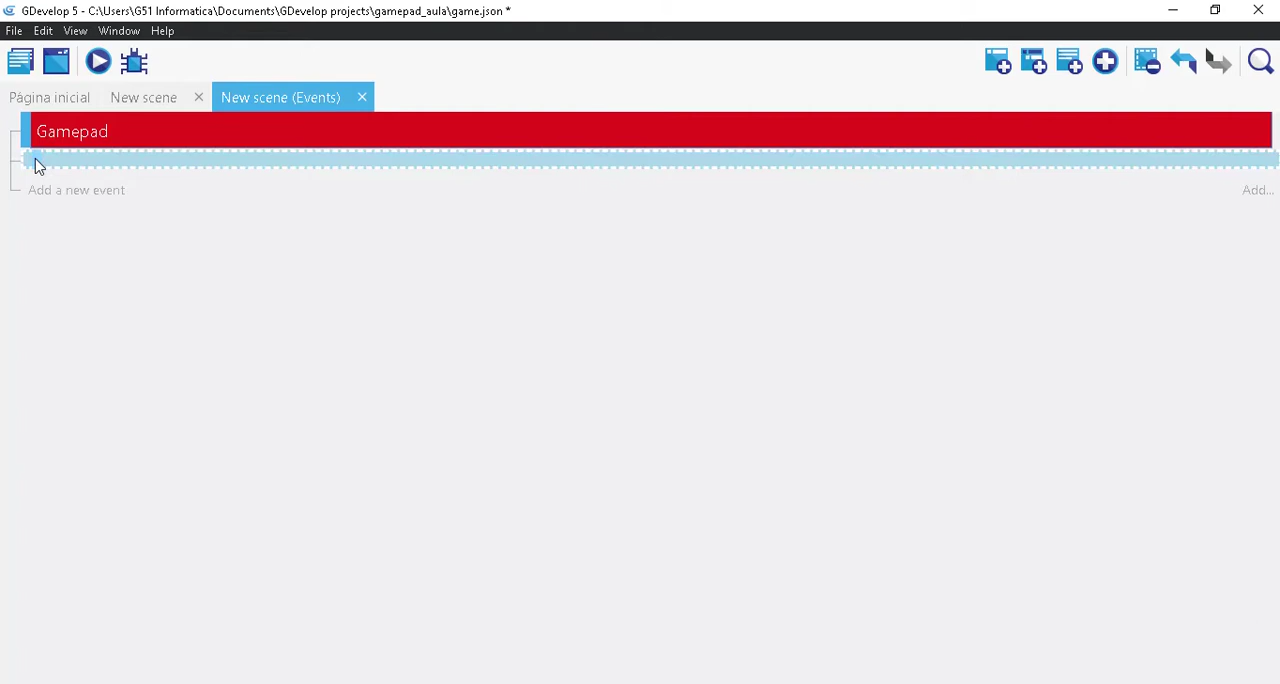 GDevelop 5 - C:\Users\G51 Informatica\Documents\GDevelop projects\gamepad_aula\game.json *
File Edit View Window Help
Página inicial New scene New scene (Events)
Gamepad
Add a new event Add...